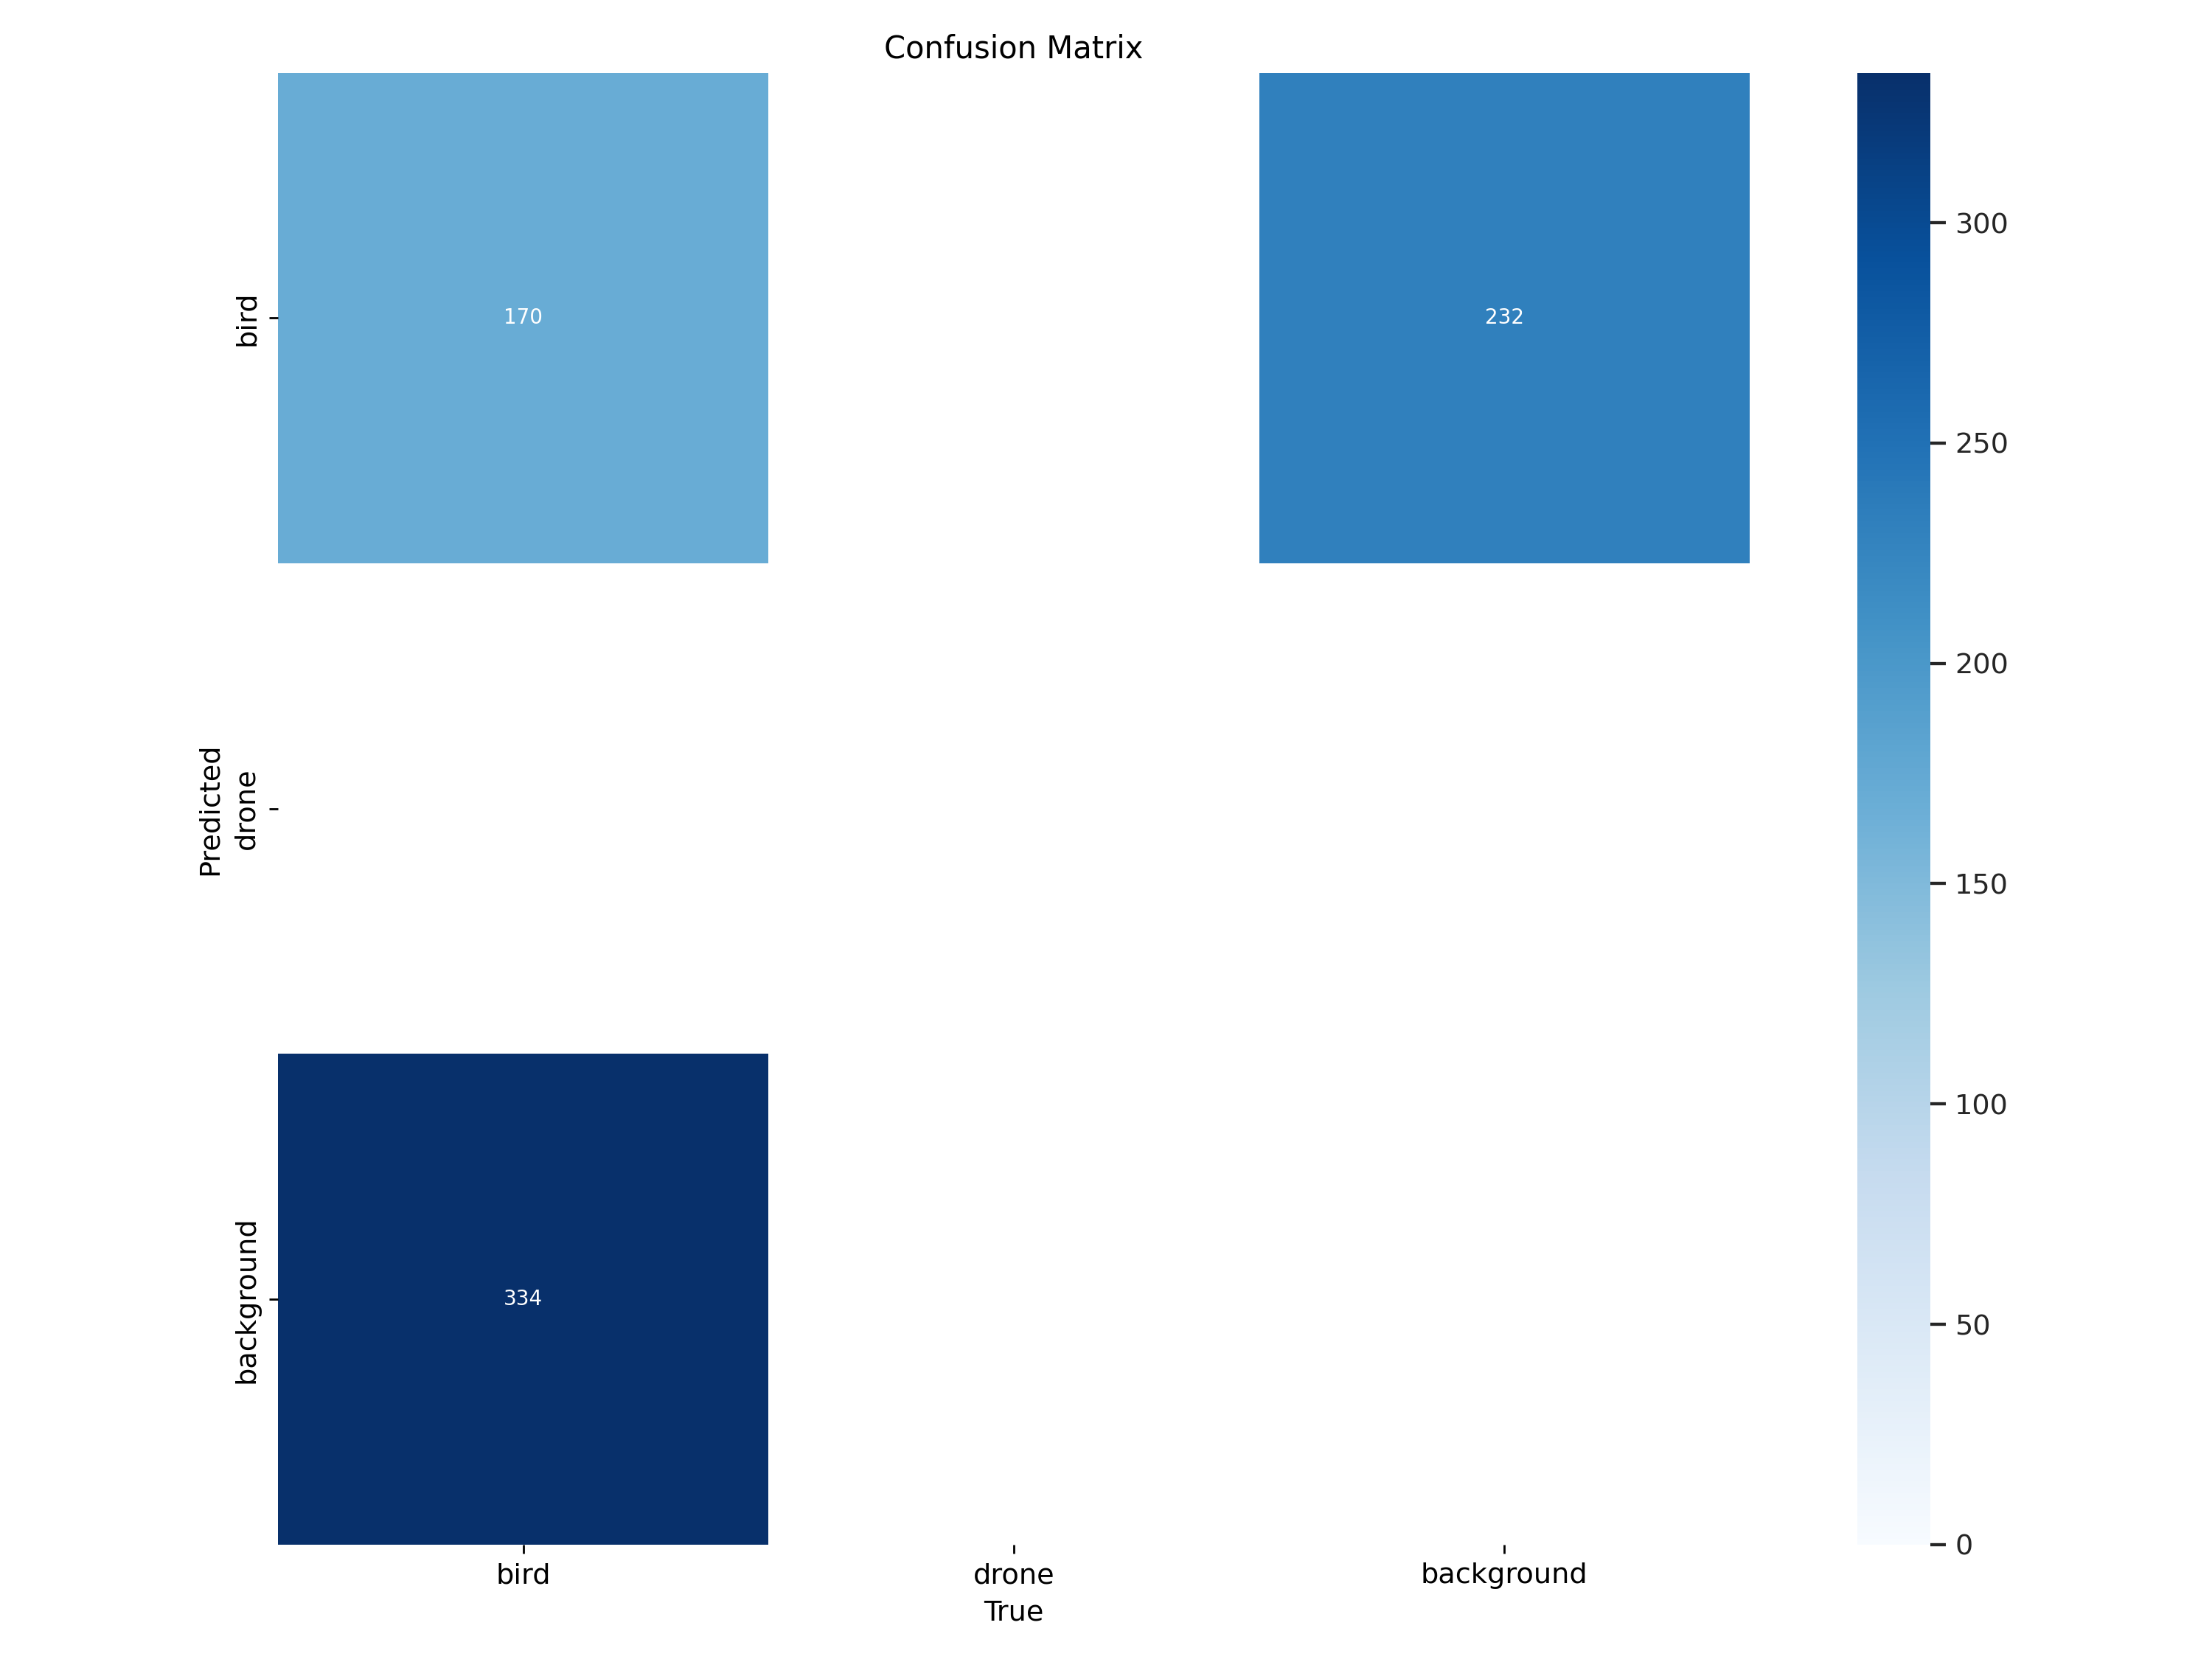 Confusion Matrix
bird
170
232
300
250
200
150
100
50
0
Predicted
drone
background
334
bird
drone
background
True